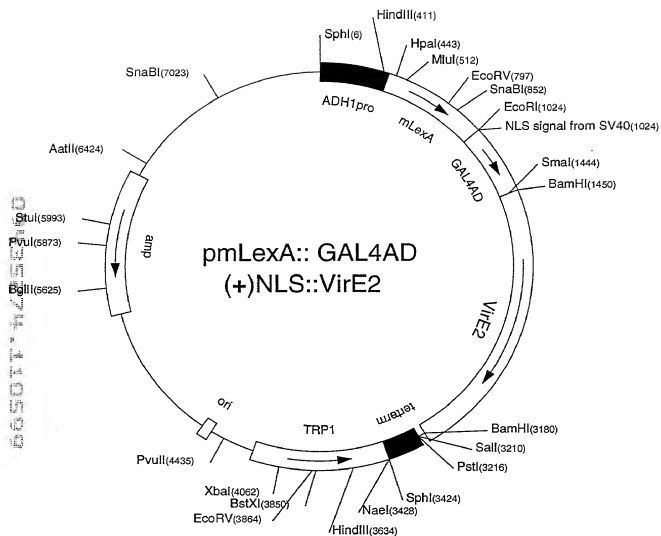 SphI(6)
HindIII(411)
HpaI(443)
MluI(512)
EcoRV(797)
SnaBI(852)
EcoRI(1024)
NLS signal from SV40(1024)
SmaI(1444)
BamHI(1450)
SnaBI(7023)
AatII(6424)
StuI(5993)
PvuI(5873)
BglII(5625)
ADH1pro
mLexA
GAL4AD
VirE2
amp
pmLexA:: GAL4AD
(+)NLS::VirE2
ori
TRP1
terterm
BamHI(3180)
SalI(3210)
PstI(3216)
SphI(3424)
NaeI(3428)
HindIII(3634)
PvuII(4435)
XbaI(4062)
BstXI(3850)
EcoRV(3864)